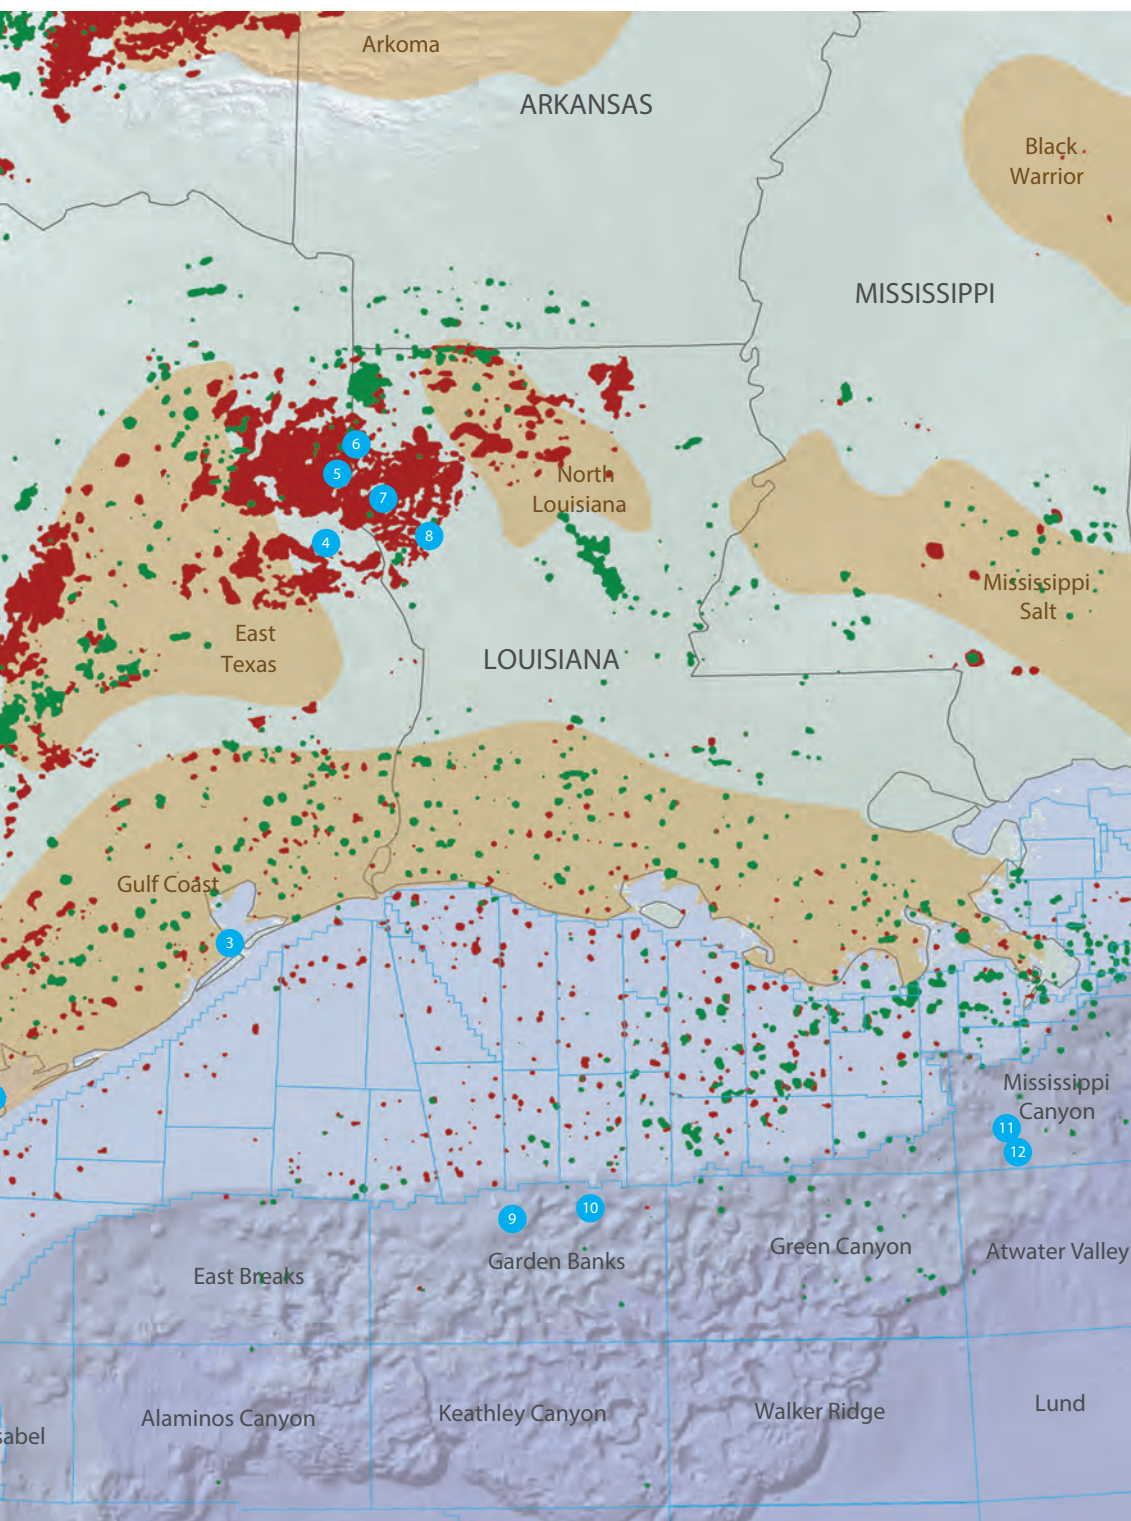 Arkoma
ARKANSAS
Black
Warrior
MISSISSIPPI
6
5
North
Louisiana
7
8
4
Mississippi
Salt
East
Texas
LOUISIANA
Gulf Coast
3
Mississippi
Canyon
11
12
10
9
Green Canyon
Atwater Valley
Garden Banks
East Breaks
Lund
Walker Ridge
Keathley Canyon
Alaminos Canyon
sabel